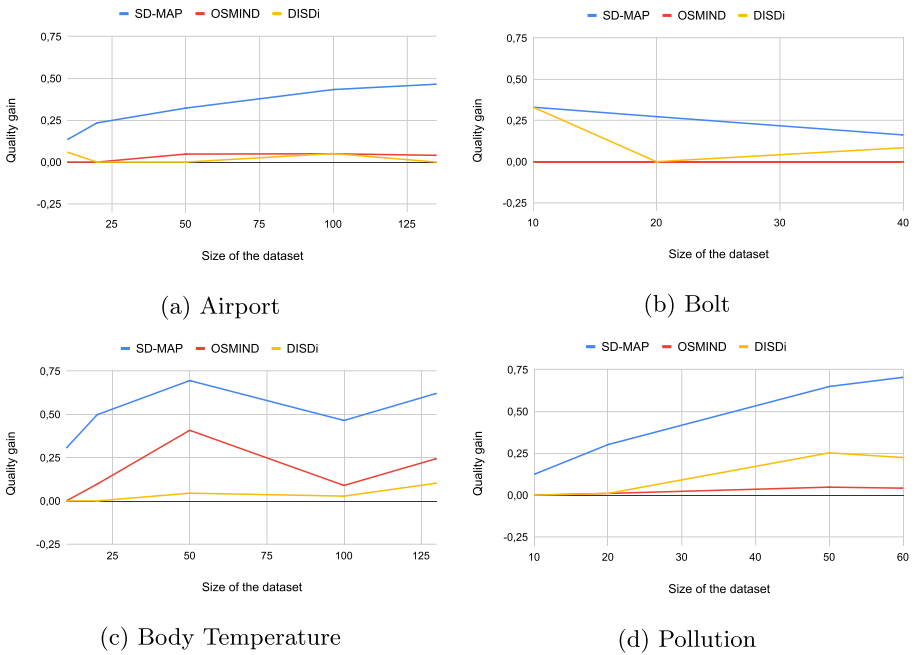 SD-MAP OSMIND DISDi
0,75
0,50
0,25
0,00
-0,25
Quality gain
25 50 75 100 125
Size of the dataset
(a) Airport
SD-MAP OSMIND DISDi
0,75
0,50
0,25
0,00
-0,25
Quality gain
10 20 30 40
Size of the dataset
(b) Bolt
SD-MAP OSMIND DISDi
0,75
0,50
0,25
0,00
-0,25
Quality gain
25 50 75 100 125
Size of the dataset
(c) Body Temperature
SD-MAP OSMIND DISDi
0,75
0,50
0,25
0,00
-0,25
Quality gain
10 20 30 40 50 60
Size of the dataset
(d) Pollution